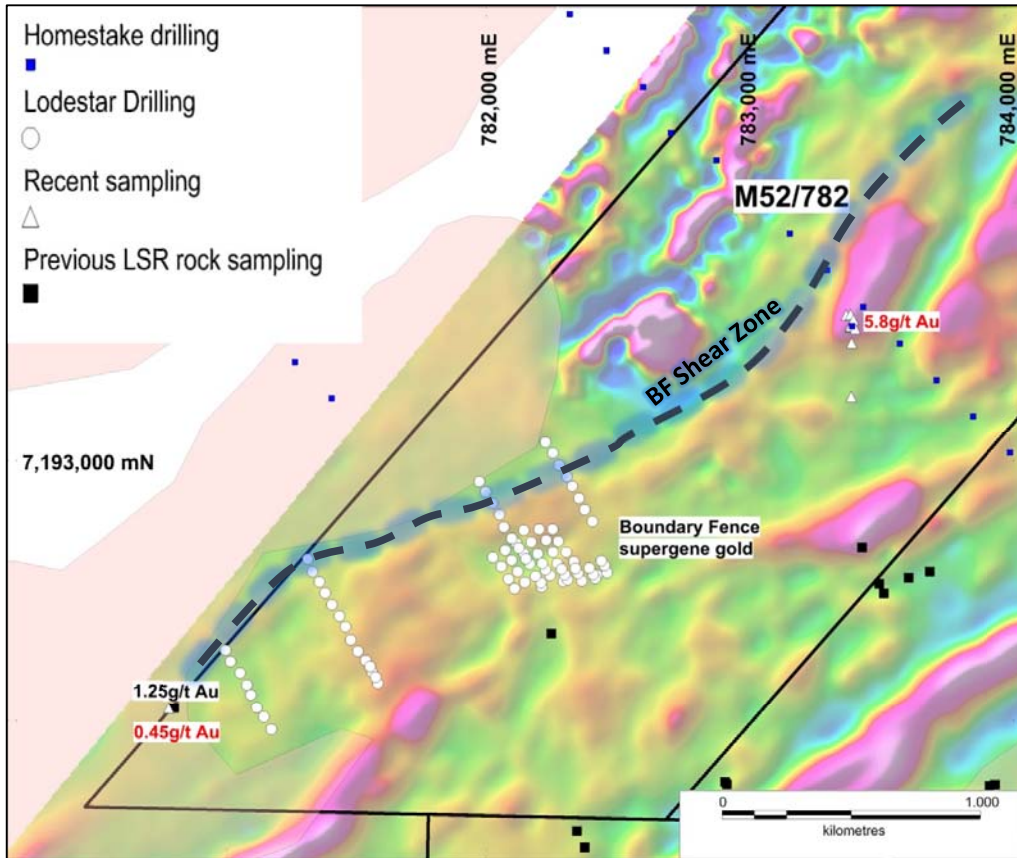 Homestake drilling
Lodestar Drilling
Recent sampling
Previous LSR rock sampling
782,000 mE
783,000 mE
784,000 mE
M52/782
5.8g/t Au
BF Shear Zone
7,193,000 mN
Boundary Fence
supergene gold
1.25g/t Au
0.45g/t Au
0
1.000
kilometres